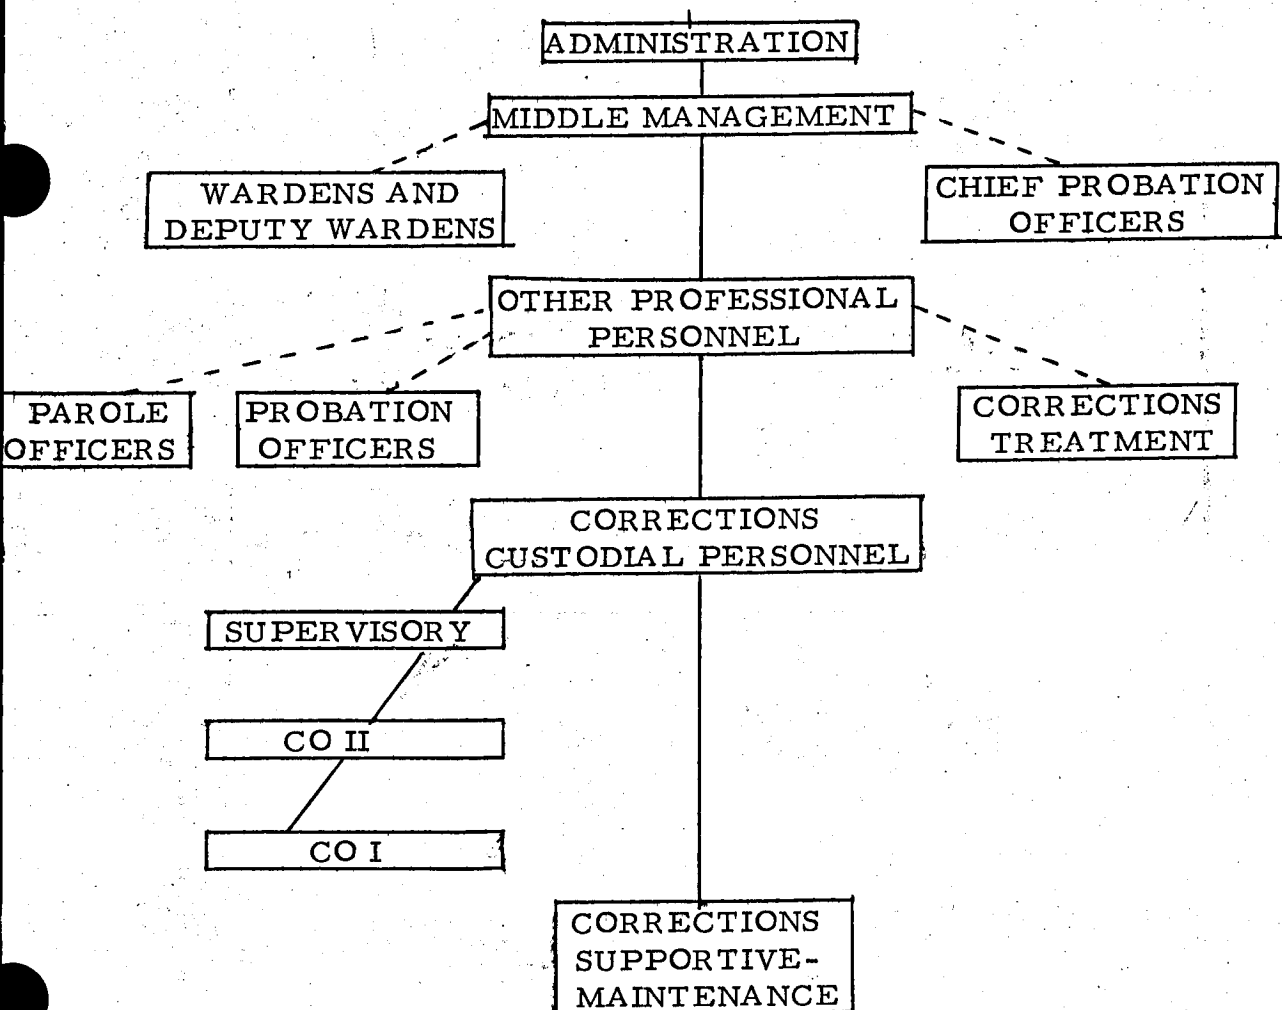 ADMINISTRATION
MIDDLE MANAGEMENT
WARDENS AND
DEPUTY WARDENS
CHIEF PROBATION
OFFICERS
OTHER PROFESSIONAL
PERSONNEL
PAROLE
OFFICERS
PROBATION
OFFICERS
CORRECTIONS
TREATMENT
CORRECTIONS
CUSTODIAL PERSONNEL
SUPERVISORY
CO II
CO I
CORRECTIONS
SUPPORTIVE-
MAINTENANCE